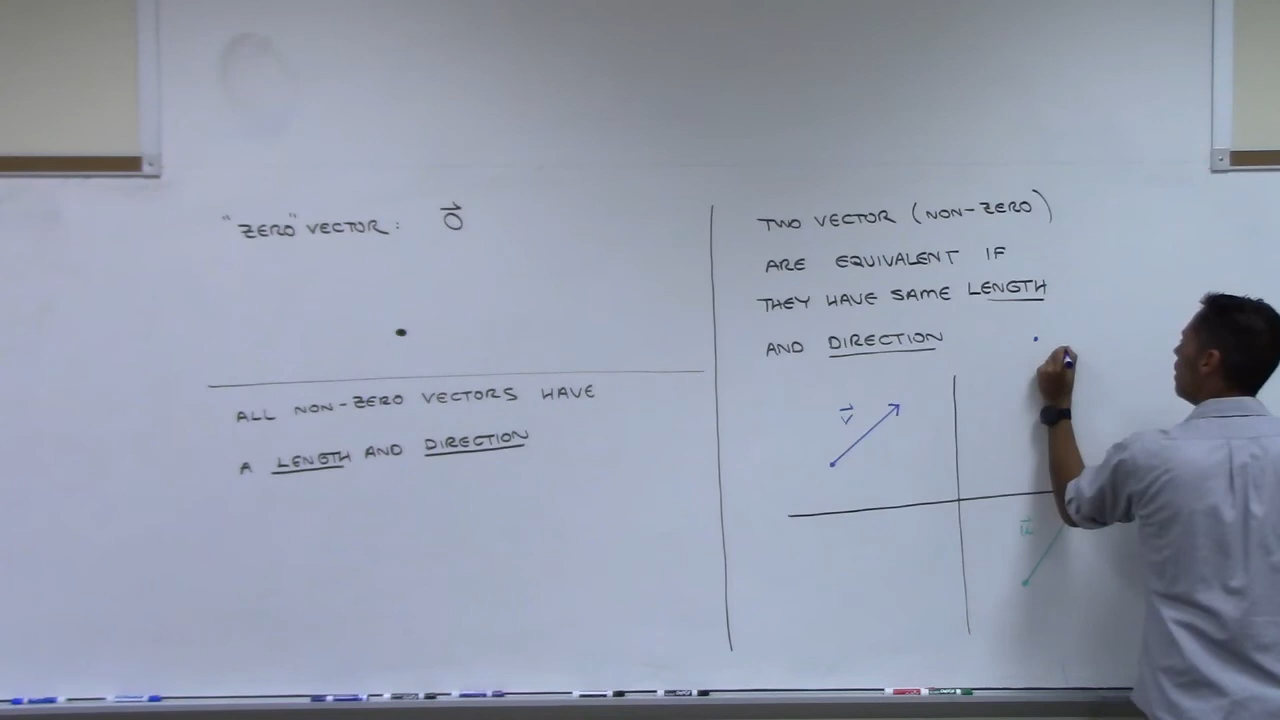 "ZERO" VECTOR: 0⃗
ALL NON-ZERO VECTORS HAVE
A LENGTH AND DIRECTION
TWO VECTOR (NON-ZERO)
ARE EQUIVALENT IF
THEY HAVE SAME LENGTH
AND DIRECTION
v⃗
u⃗